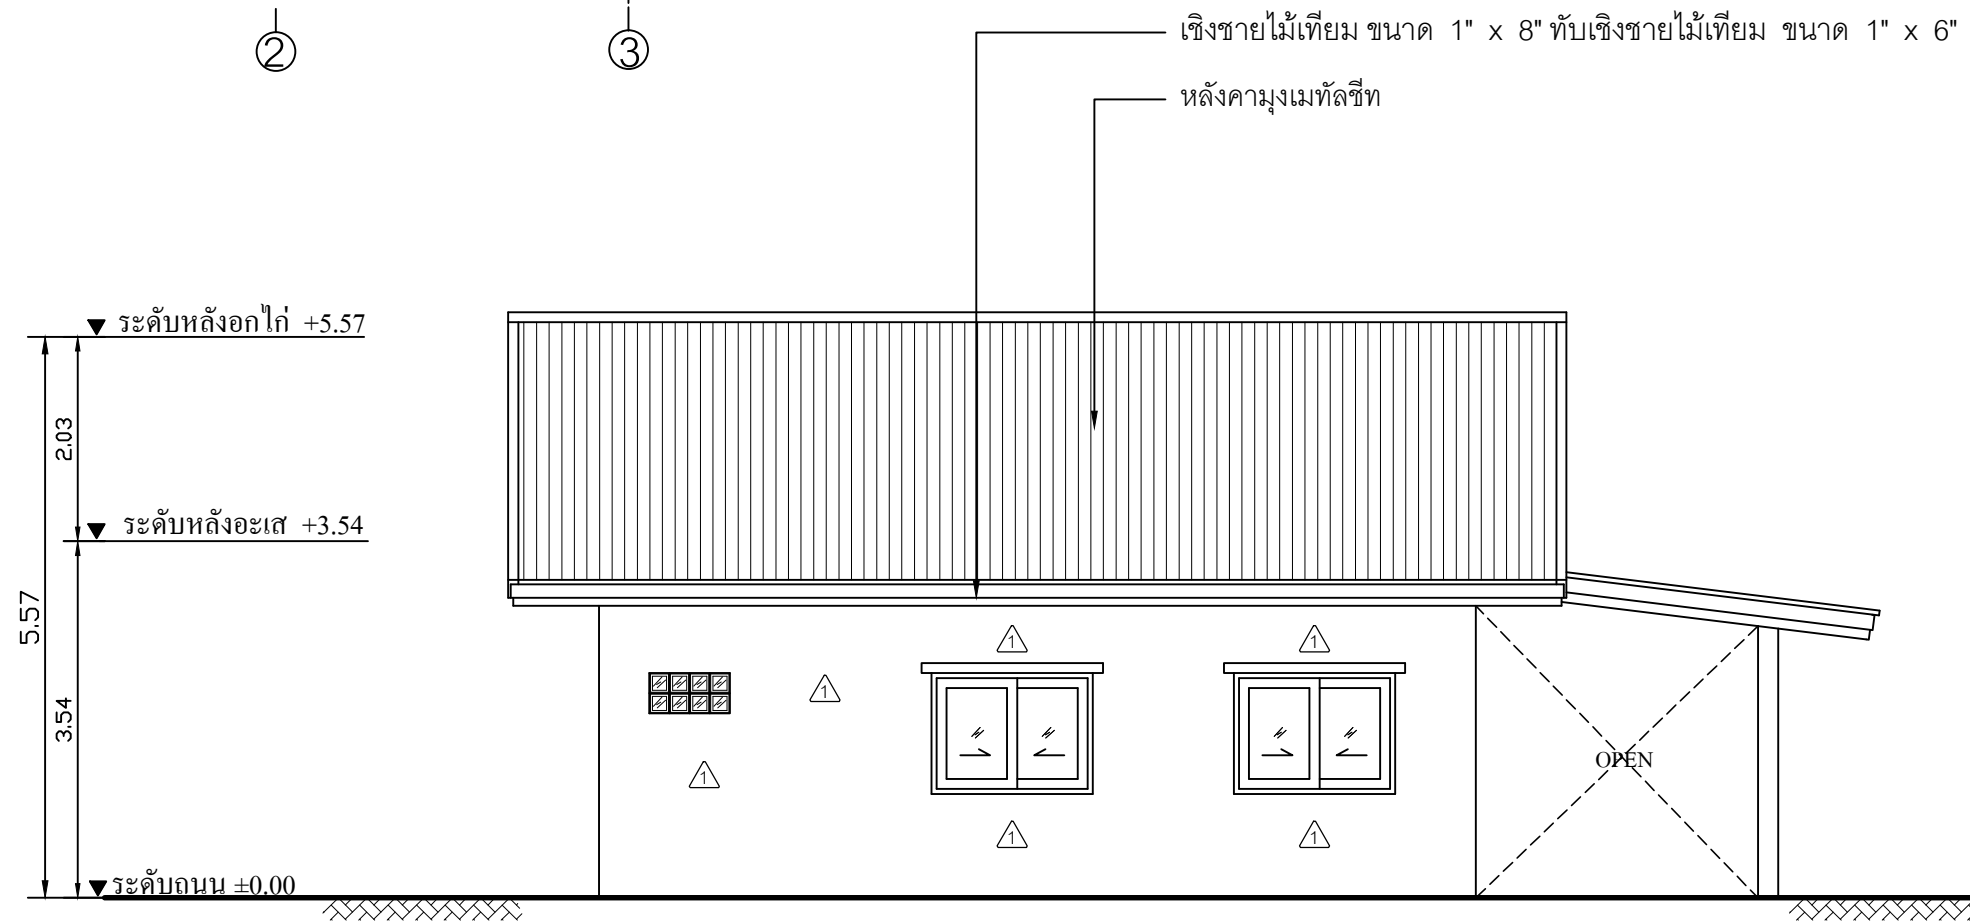 2
3
เชิงชายไม้เทียม ขนาด 1" x 8" ทับเชิงชายไม้เทียม ขนาด 1" x 6"
หลังคามุงเมทัลชีท
ระดับหลังอกไก่ +5.57
2.03
ระดับหลังอะเส +3.54
5.57
3.54
1
1
1
1
OPEN
1
1
ระดับถนน ±0.00